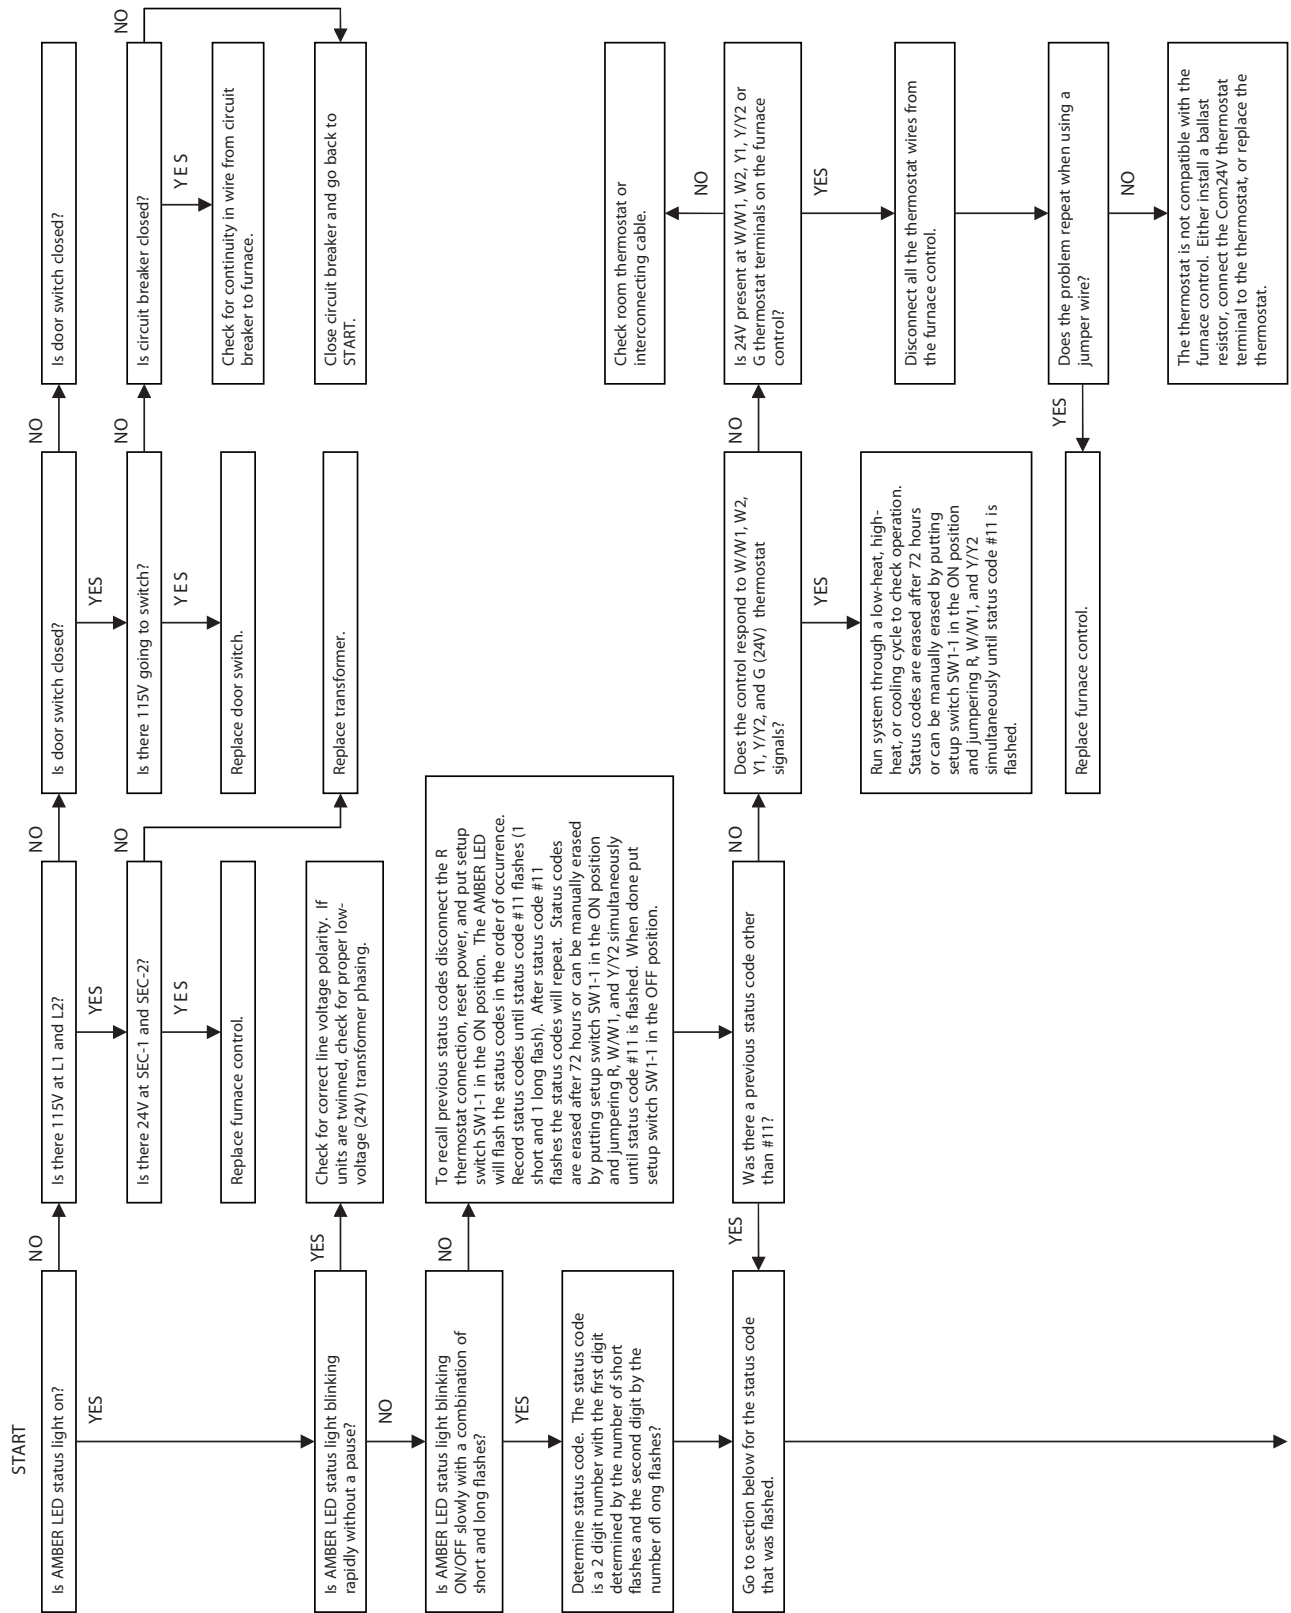 START
Is AMBER LED status light on?
NO
Is there 115V at L1 and L2?
NO
Is door switch closed?
NO
Is door switch closed?
YES
YES
YES
Is there 24V at SEC-1 and SEC-2?
NO
Is there 115V going to switch?
NO
Is circuit breaker closed?
NO
YES
YES
YES
Replace furnace control.
Replace door switch.
Check for continuity in wire from circuit
breaker to furnace.
Is AMBER LED status light blinking
rapidly without a pause?
YES
Check for correct line voltage polarity. If
units are twinned, check for proper low-
voltage (24V) transformer phasing.
Replace transformer.
Close circuit breaker and go back to
START.
NO
Is AMBER LED status light blinking
ON/OFF slowly with a combination of
short and long flashes?
NO
To recall previous status codes disconnect the R
thermostat connection, reset power, and put setup
switch SW1-1 in the ON position. The AMBER LED
will flash the status codes in the order of occurrence.
Record status codes until status code #11 flashes (1
short and 1 long flash). After status code #11
flashes the status codes will repeat. Status codes
are erased after 72 hours or can be manually erased
by putting setup switch SW1-1 in the ON position
and jumpering R, W/W1, and Y/Y2 simultaneously
until status code #11 is flashed. When done put
setup switch SW1-1 in the OFF position.
YES
Determine status code. The status code
is a 2 digit number with the first digit
determined by the number of short
flashes and the second digit by the
number ofl ong flashes?
Check room thermostat or
interconnecting cable.
NO
Go to section below for the status code
that was flashed.
YES
Was there a previous status code other
than #11?
NO
Does the control respond to W/W1, W2,
Y1, Y/Y2, and G (24V) thermostat
signals?
NO
Is 24V present at W/W1, W2, Y1, Y/Y2 or
G thermostat terminals on the furnace
control?
YES
YES
Run system through a low-heat, high-
heat, or cooling cycle to check operation.
Status codes are erased after 72 hours
or can be manually erased by putting
setup switch SW1-1 in the ON position
and jumpering R, W/W1, and Y/Y2
simultaneously until status code #11 is
flashed.
Disconnect all the thermostat wires from
the furnace control.
Replace furnace control.
YES
Does the problem repeat when using a
jumper wire?
NO
The thermostat is not compatible with the
furnace control. Either install a ballast
resistor, connect the Com24V thermostat
terminal to the thermostat, or replace the
thermostat.